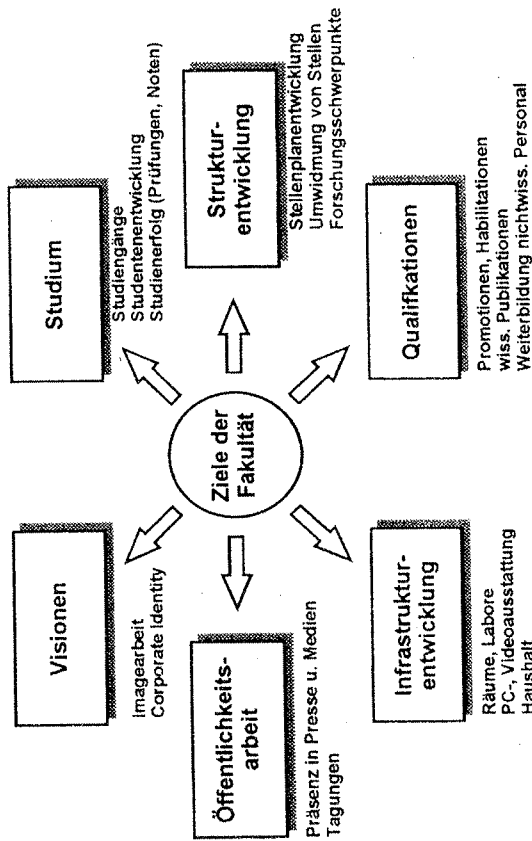 Visionen
Imagearbeit
Corporate Identity
Studium
Studiengänge
Studentenentwicklung
Studienerfolg (Prüfungen, Noten)
Öffentlichkeits-
arbeit
Präsenz in Presse u. Medien
Tagungen
Ziele der
Fakultät
Struktur-
entwicklung
Stellenplanentwicklung
Umwidmung von Stellen
Forschungsschwerpunkte
Infrastruktur-
entwicklung
Räume, Labore
PC-, Videoausstattung
Haushalt
Qualifkationen
Promotionen, Habilitationen
wiss. Publikationen
Weiterbildung nichtwiss. Personal